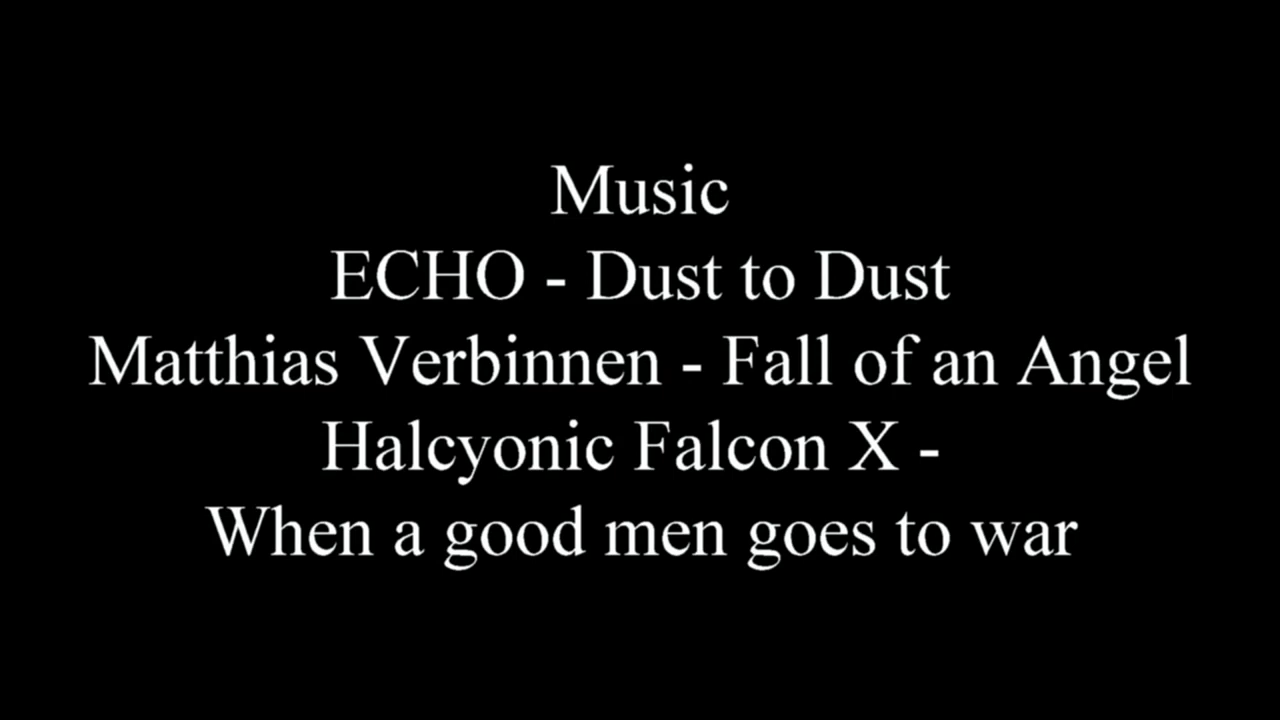 Music
ECHO - Dust to Dust
Matthias Verbinnen - Fall of an Angel
Halcyonic Falcon X -
When a good men goes to war